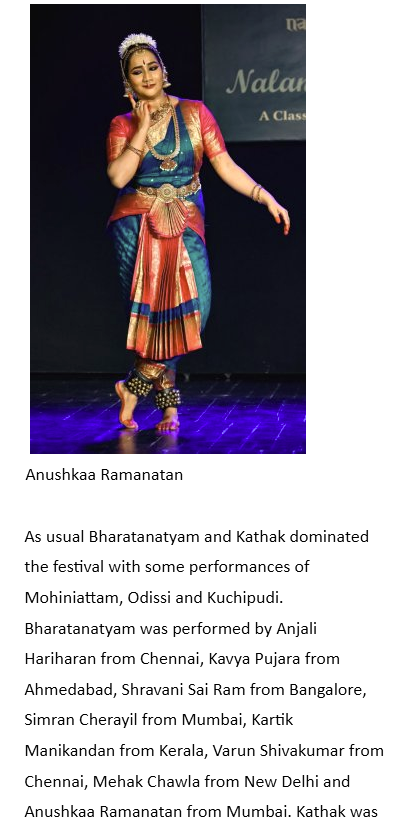 na
Nalan
A Class
Anushkaa Ramanatan
As usual Bharatanatyam and Kathak dominated
the festival with some performances of
Mohiniattam, Odissi and Kuchipudi.
Bharatanatyam was performed by Anjali
Hariharan from Chennai, Kavya Pujara from
Ahmedabad, Shravani Sai Ram from Bangalore,
Simran Cherayil from Mumbai, Kartik
Manikandan from Kerala, Varun Shivakumar from
Chennai, Mehak Chawla from New Delhi and
Anushkaa Ramanatan from Mumbai. Kathak was